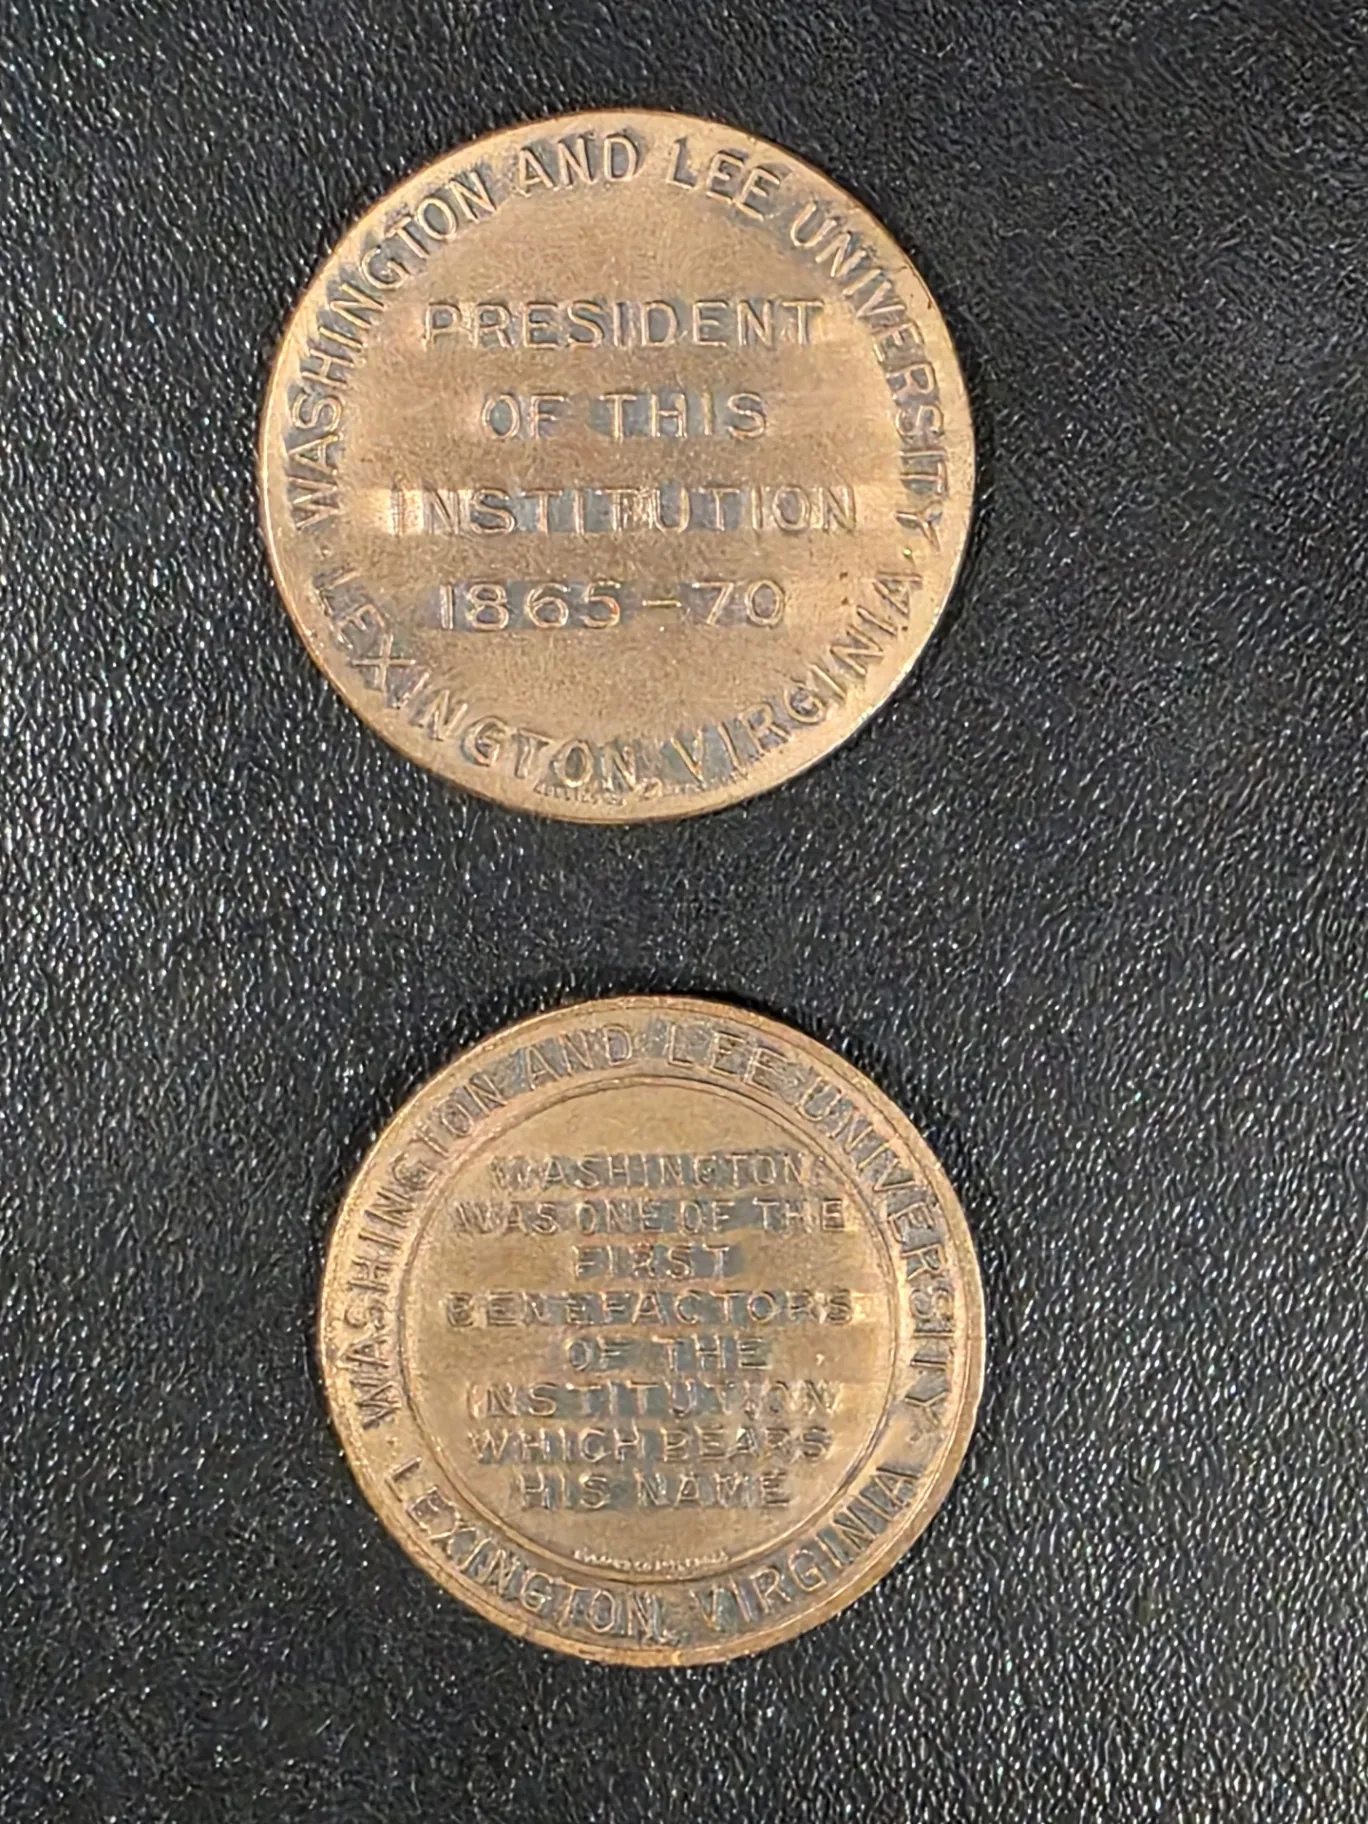 WASHINGTON AND LEE UNIVERSITY
PRESIDENT
OF THIS
INSTITUTION
1865-70
· LEXINGTON, VIRGINIA ·
WASHINGTON AND LEE UNIVERSITY
WASHINGTON
WAS ONE OF THE
FIRST
BENEFACTORS
OF THE
INSTITUTION
WHICH BEARS
HIS NAME
· LEXINGTON, VIRGINIA ·